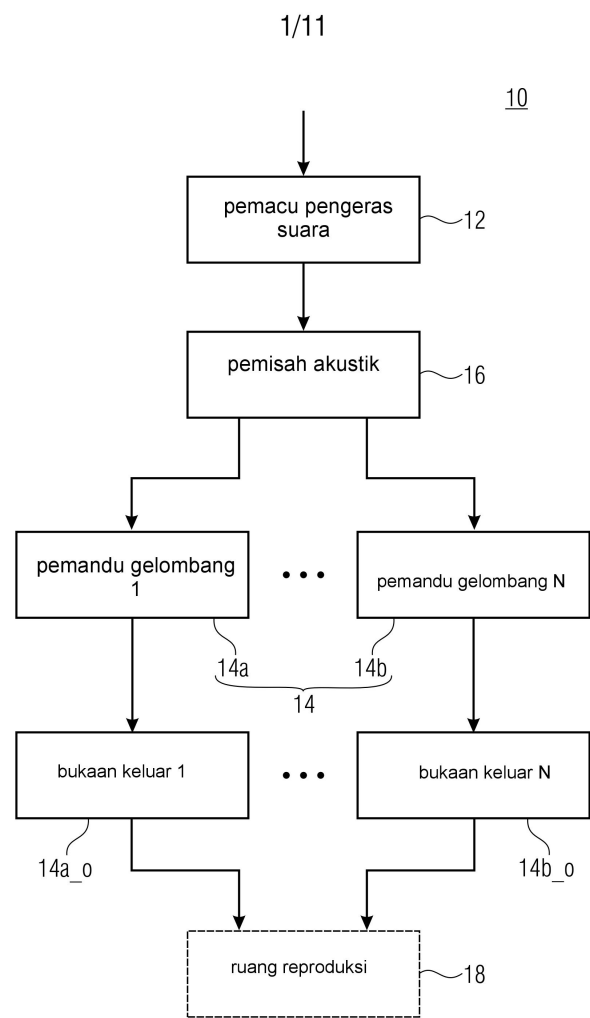 1/11
10
pemacu pengeras
suara
12
pemisah akustik
16
pemandu gelombang
1
• • •
pemandu gelombang N
14a
14b
14
bukaan keluar 1
• • •
bukaan keluar N
14a_o
14b_o
ruang reproduksi
18